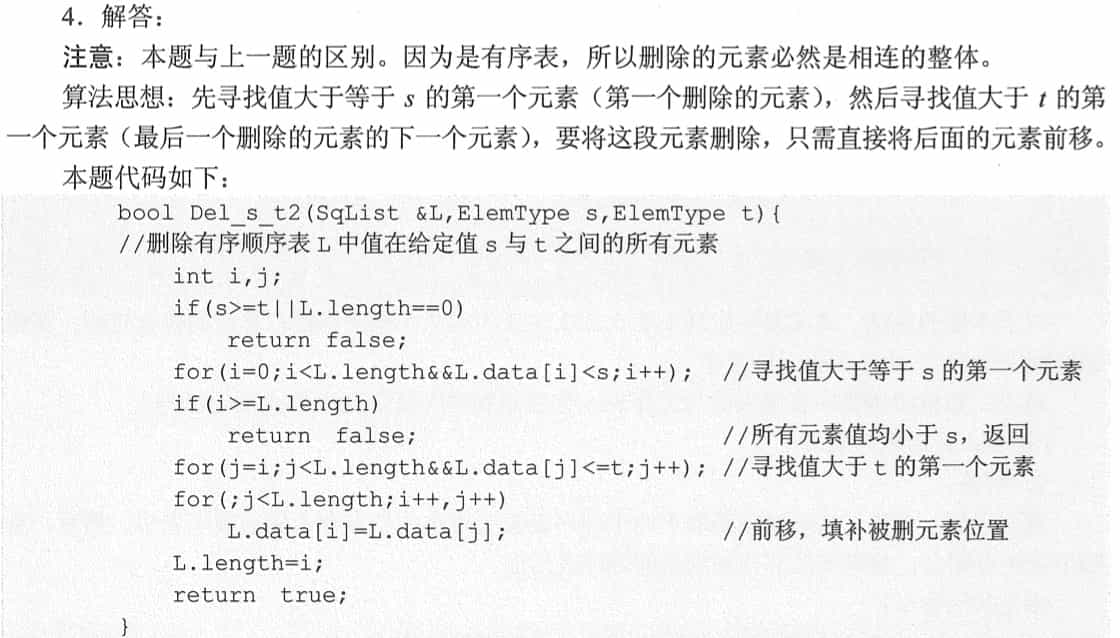 4．解答：
注意：本题与上一题的区别。因为是有序表，所以删除的元素必然是相连的整体。
算法思想：先寻找值大于等于 s 的第一个元素（第一个删除的元素），然后寻找值大于 t 的第
一个元素（最后一个删除的元素的下一个元素），要将这段元素删除，只需直接将后面的元素前移。
本题代码如下：
bool Del_s_t2(SqList &L,ElemType s,ElemType t){
//删除有序顺序表 L 中值在给定值 s 与 t 之间的所有元素
int i,j;
if(s>=t||L.length==0)
return false;
for(i=0;i<L.length&&L.data[i]<s;i++); //寻找值大于等于 s 的第一个元素
if(i>=L.length)
return false; //所有元素值均小于 s，返回
for(j=i;j<L.length&&L.data[j]<=t;j++); //寻找值大于 t 的第一个元素
for(;j<L.length;i++,j++)
L.data[i]=L.data[j]; //前移，填补被删元素位置
L.length=i;
return true;
}